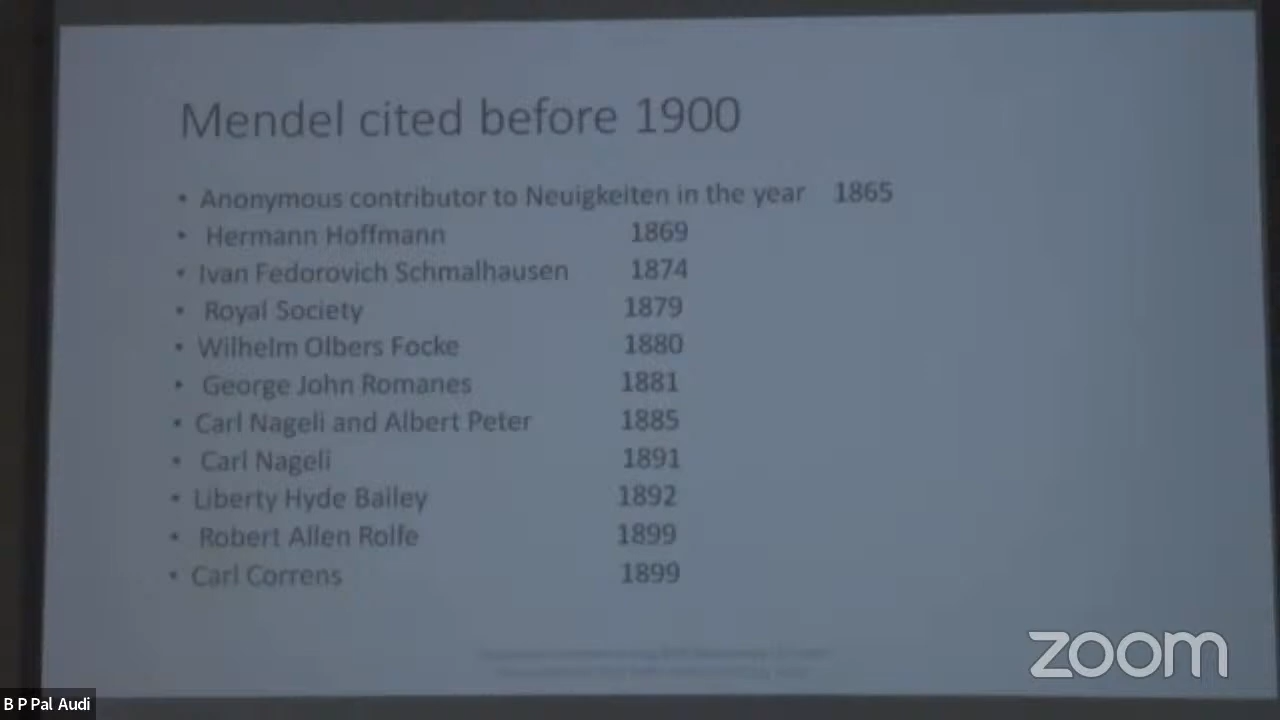 Mendel cited before 1900
• Anonymous contributor to Neuigkeiten in the year 1865
• Hermann Hoffmann 1869
• Ivan Fedorovich Schmalhausen 1874
• Royal Society 1879
• Wilhelm Olbers Focke 1880
• George John Romanes 1881
• Carl Nageli and Albert Peter 1885
• Carl Nageli 1891
• Liberty Hyde Bailey 1892
• Robert Allen Rolfe 1899
• Carl Correns 1899
zoom
B P Pal Audi